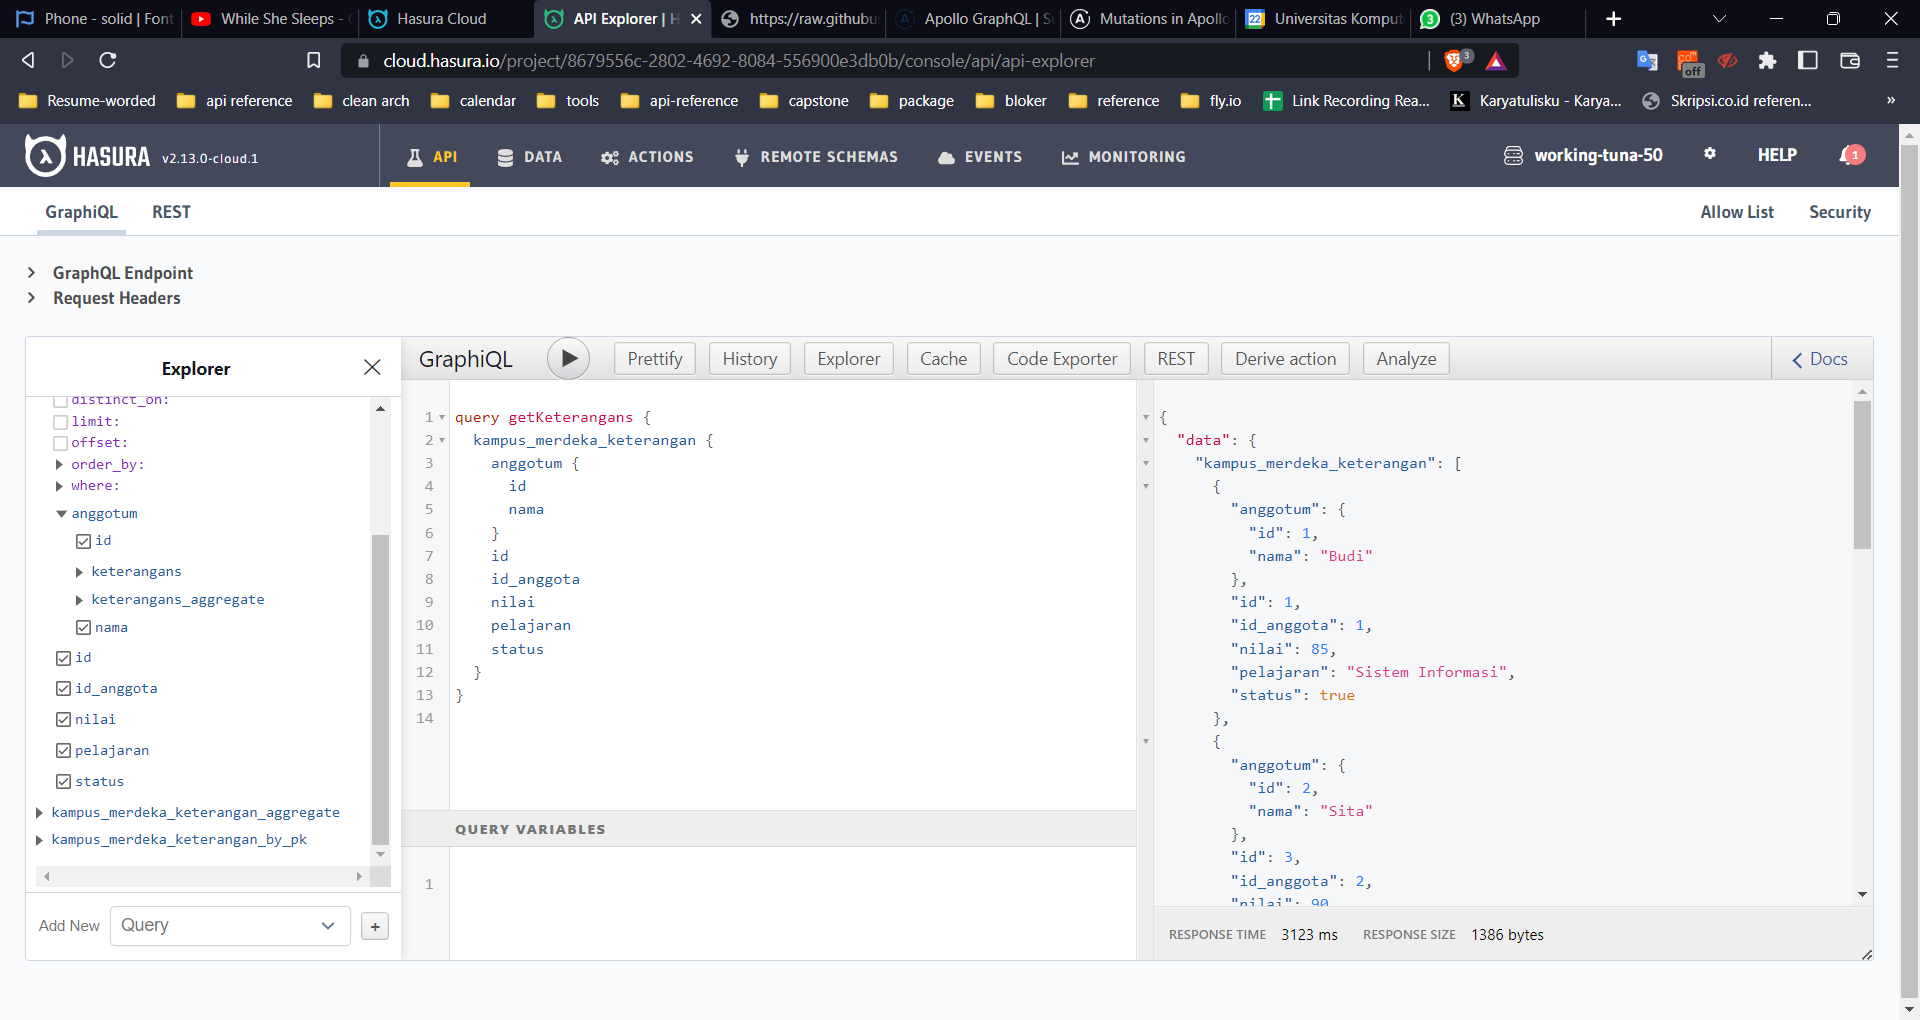 Phone - solid | Font
While She Sleeps -
Hasura Cloud
API Explorer | H
https://raw.githubu
Apollo GraphQL | S
Mutations in Apollo
22
Universitas Komput
3
(3) WhatsApp
cloud.hasura.io/project/8679556c-2802-4692-8084-556900e3db0b/console/api/api-explorer
3
off
Resume-worded
api reference
clean arch
calendar
tools
api-reference
capstone
package
bloker
reference
fly.io
Link Recording Rea...
Karyatulisku - Karya...
Skripsi.co.id referen...
»
HASURA v2.13.0-cloud.1
API
DATA
ACTIONS
REMOTE SCHEMAS
EVENTS
MONITORING
working-tuna-50
HELP
1
GraphiQL
REST
Allow List
Security
GraphQL Endpoint
Request Headers
Explorer
distinct_on:
limit:
offset:
order_by:
where:
anggotum
id
keterangans
keterangans_aggregate
nama
id
id_anggota
nilai
pelajaran
status
kampus_merdeka_keterangan_aggregate
kampus_merdeka_keterangan_by_pk
Add New
Query
+
GraphiQL
Prettify
History
Explorer
Cache
Code Exporter
REST
Derive action
Analyze
Docs
1 query getKeterangans {
2 kampus_merdeka_keterangan {
3 anggotum {
4 id
5 nama
6 }
7 id
8 id_anggota
9 nilai
10 pelajaran
11 status
12 }
13 }
14
QUERY VARIABLES
1
{
"data": {
"kampus_merdeka_keterangan": [
{
"anggotum": {
"id": 1,
"nama": "Budi"
},
"id": 1,
"id_anggota": 1,
"nilai": 85,
"pelajaran": "Sistem Informasi",
"status": true
},
{
"anggotum": {
"id": 2,
"nama": "Sita"
},
"id": 3,
"id_anggota": 2,
"nilai": 90
RESPONSE TIME 3123 ms RESPONSE SIZE 1386 bytes